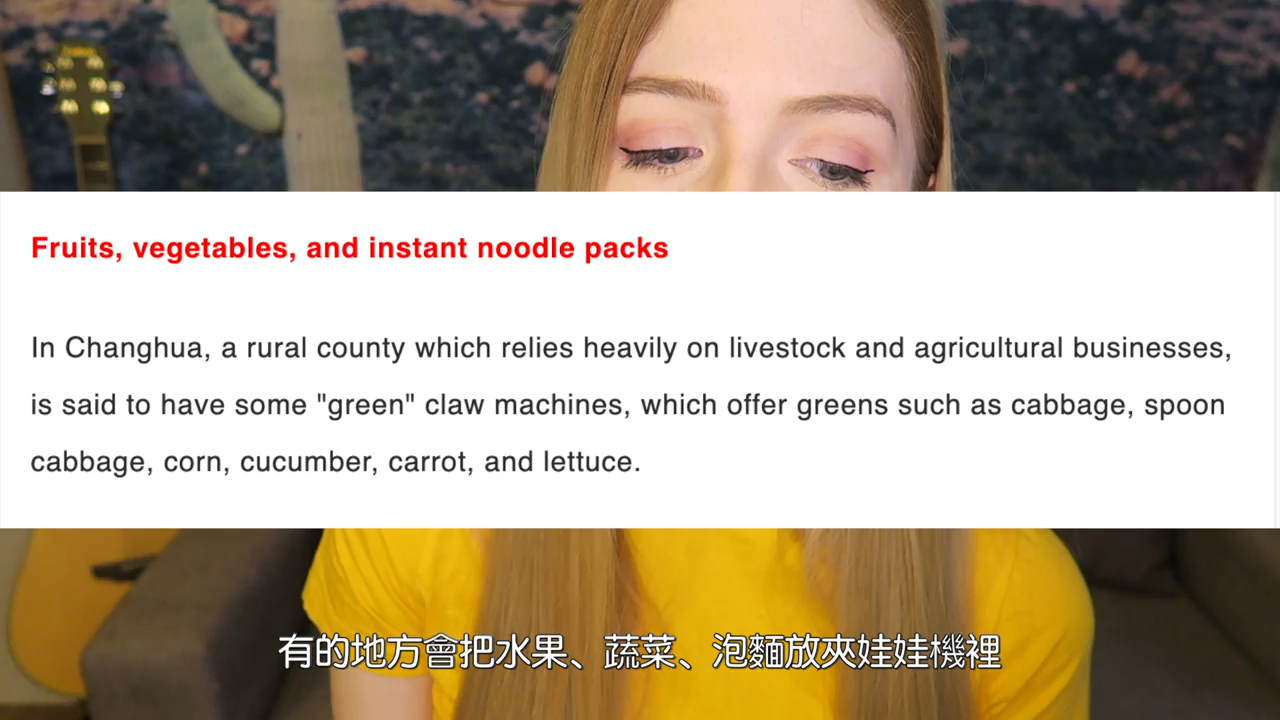 Fruits, vegetables, and instant noodle packs
In Changhua, a rural county which relies heavily on livestock and agricultural businesses,
is said to have some "green" claw machines, which offer greens such as cabbage, spoon
cabbage, corn, cucumber, carrot, and lettuce.
有的地方會把水果、蔬菜、泡麵放夾娃娃機裡